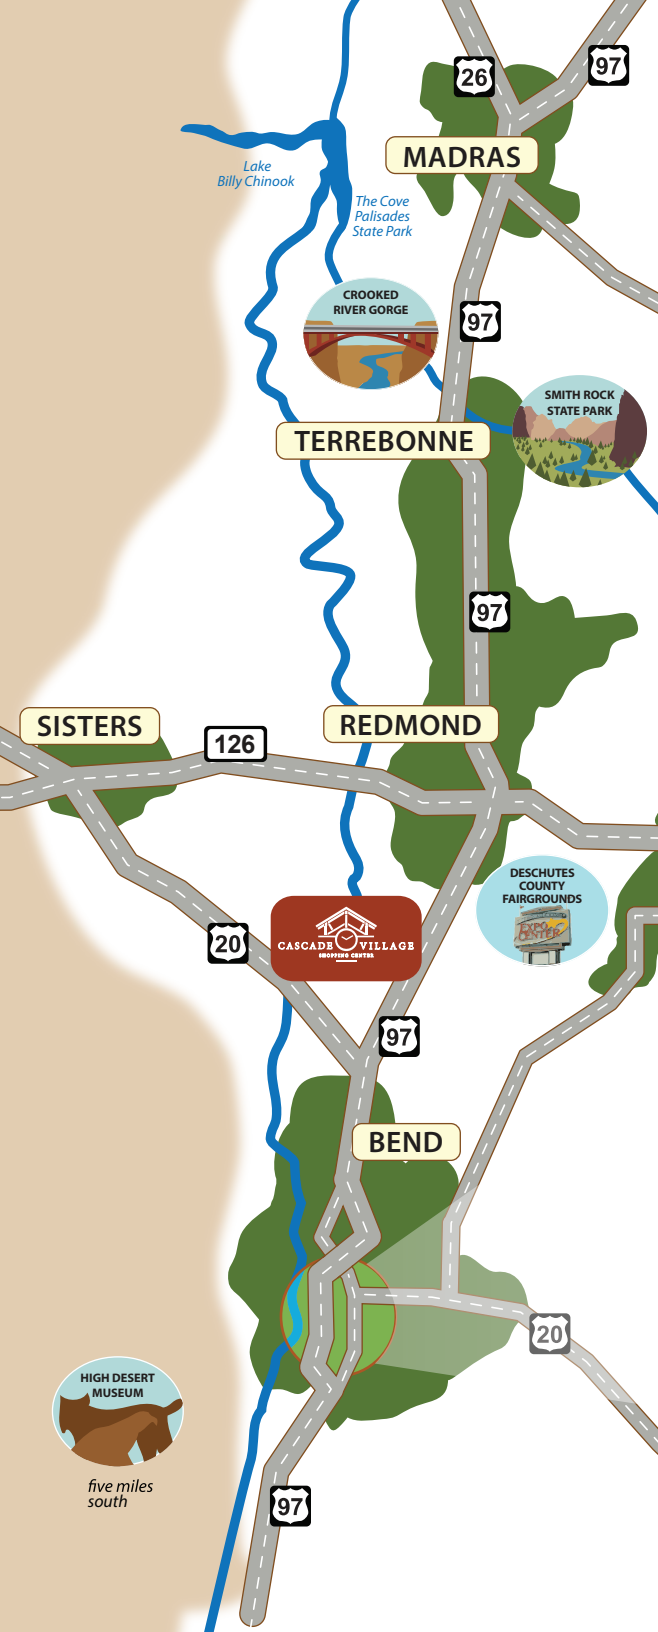 26
97
MADRAS
Lake
Billy Chinook
The Cove
Palisades
State Park
CROOKED
RIVER GORGE
97
SMITH ROCK
STATE PARK
TERREBONNE
97
SISTERS
REDMOND
126
DESCHUTES
COUNTY
FAIRGROUNDS
EXPO
CENTER
CASCADE VILLAGE
SHOPPING CENTER
20
97
BEND
20
HIGH DESERT
MUSEUM
five miles
south
97